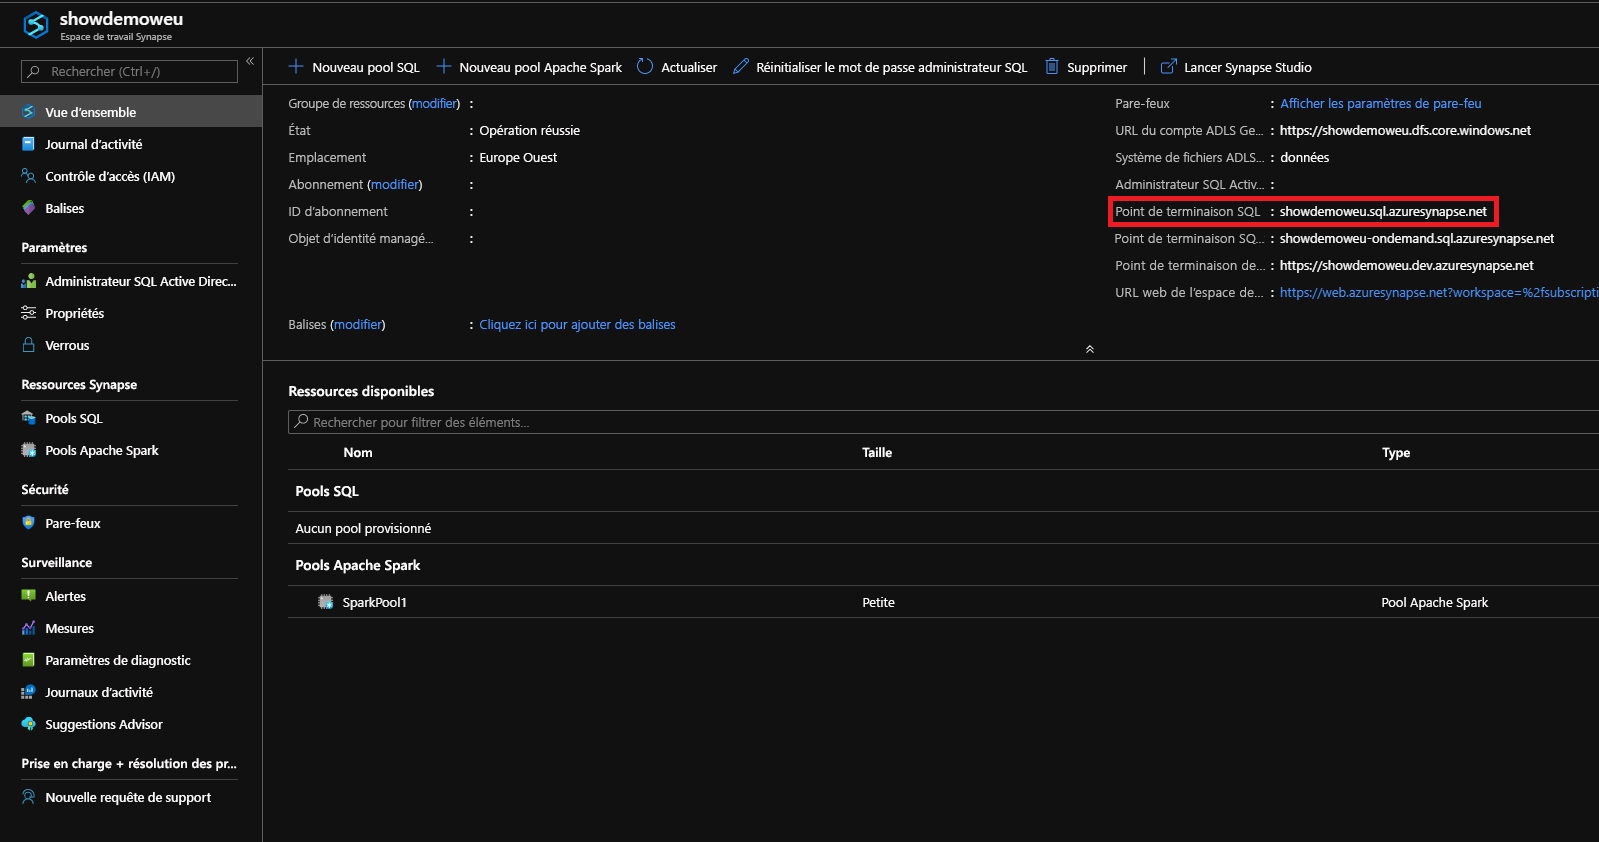 showdemoweu
Espace de travail Synapse
Rechercher (Ctrl+/)
«
Vue d'ensemble
Journal d'activité
Contrôle d'accès (IAM)
Balises
Paramètres
Administrateur SQL Active Direc...
Propriétés
Verrous
Ressources Synapse
Pools SQL
Pools Apache Spark
Sécurité
Pare-feux
Surveillance
Alertes
Mesures
Paramètres de diagnostic
Journaux d'activité
Suggestions Advisor
Prise en charge + résolution des pr...
Nouvelle requête de support
Nouveau pool SQL Nouveau pool Apache Spark Actualiser Réinitialiser le mot de passe administrateur SQL Supprimer Lancer Synapse Studio
Groupe de ressources (modifier) :
État : Opération réussie
Emplacement : Europe Ouest
Abonnement (modifier) :
ID d'abonnement :
Objet d'identité managé... :
Balises (modifier) : Cliquez ici pour ajouter des balises
Pare-feux : Afficher les paramètres de pare-feu
URL du compte ADLS Ge... : https://showdemoweu.dfs.core.windows.net
Système de fichiers ADLS... : données
Administrateur SQL Activ... :
Point de terminaison SQL : showdemoweu.sql.azuresynapse.net
Point de terminaison SQ... : showdemoweu-ondemand.sql.azuresynapse.net
Point de terminaison de... : https://showdemoweu.dev.azuresynapse.net
URL web de l'espace de... : https://web.azuresynapse.net?workspace=%2fsubscripti
Ressources disponibles
Rechercher pour filtrer des éléments...
Nom Taille Type
Pools SQL
Aucun pool provisionné
Pools Apache Spark
SparkPool1 Petite Pool Apache Spark